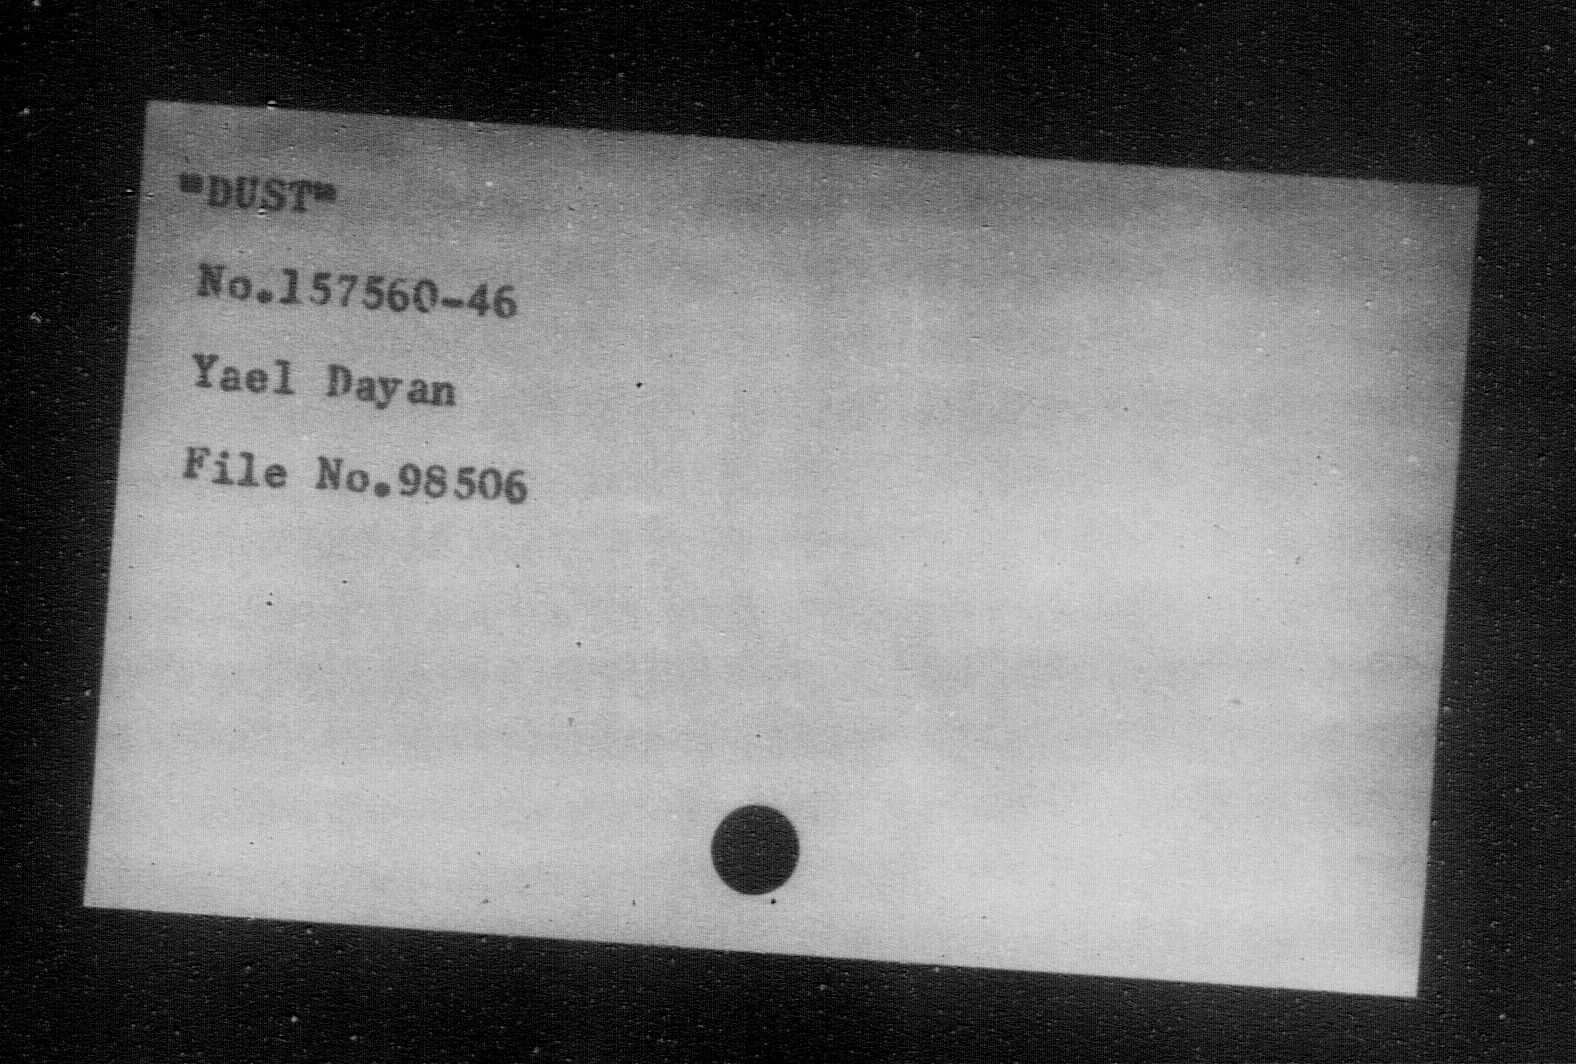 "DUST"
No.157560-46
Yael Dayan
File No.98506